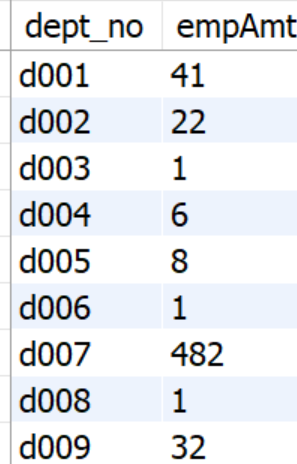 dept_no empAmt
d001 41
d002 22
d003 1
d004 6
d005 8
d006 1
d007 482
d008 1
d009 32